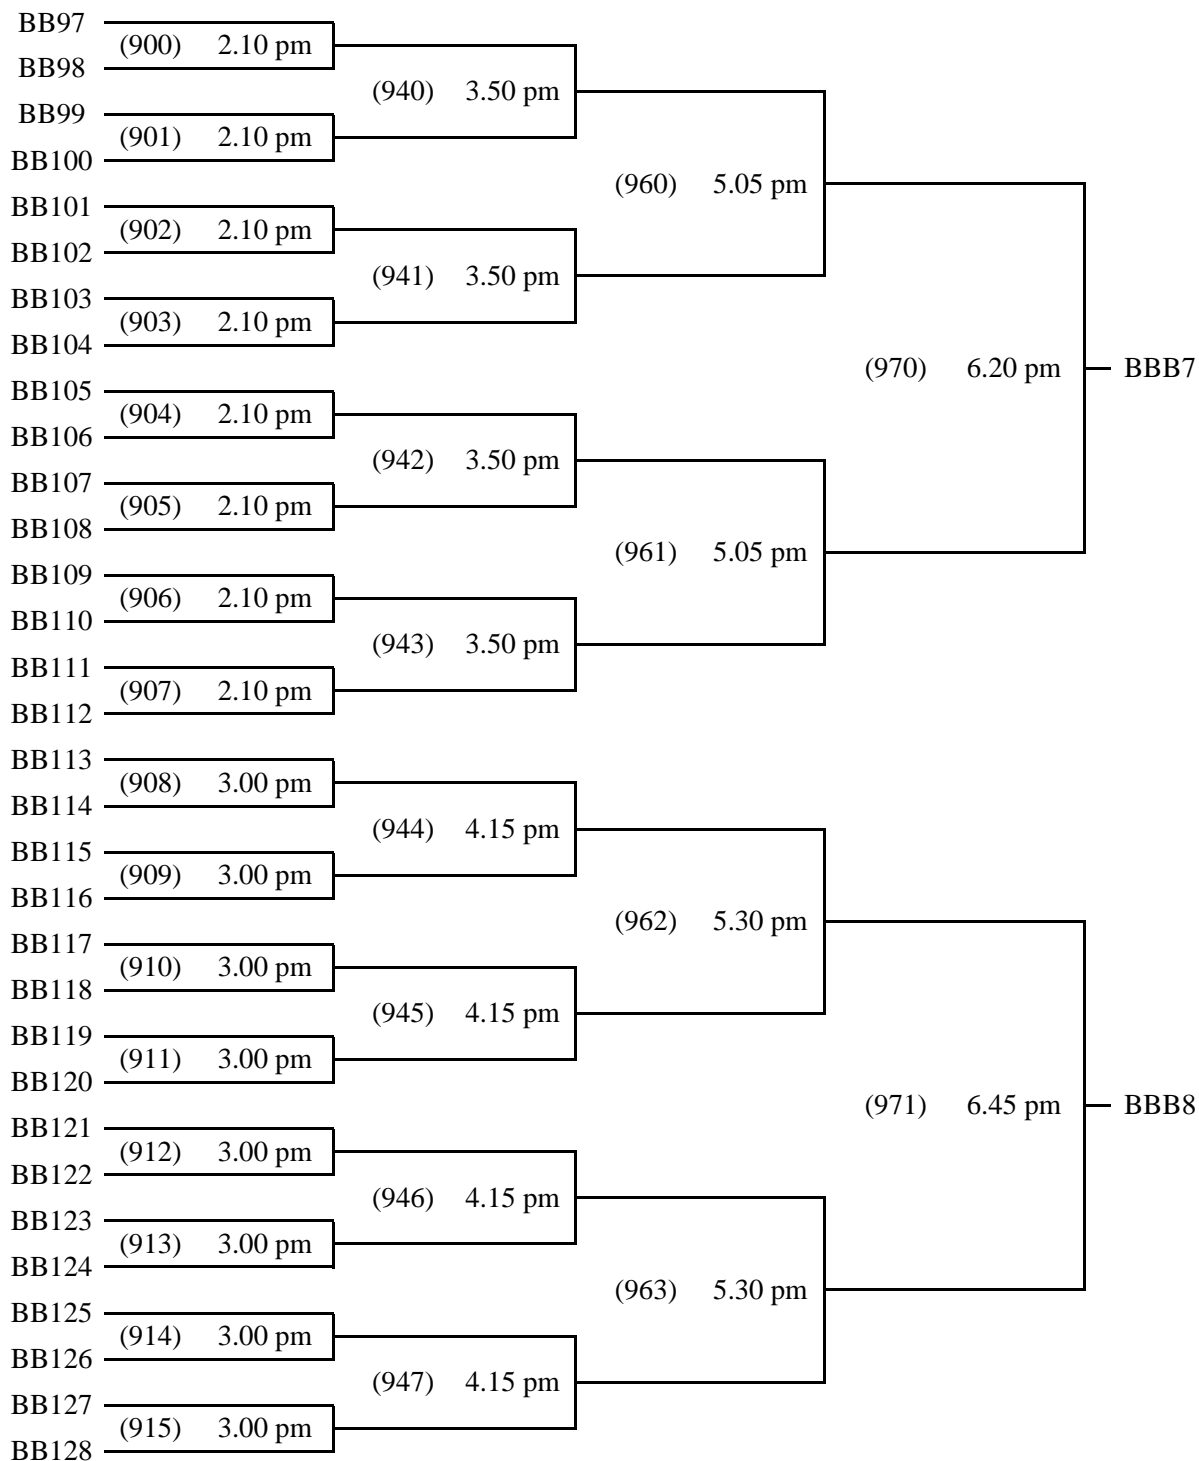 BB97
(900) 2.10 pm
BB98
(940) 3.50 pm
BB99
(901) 2.10 pm
BB100
(960) 5.05 pm
BB101
(902) 2.10 pm
BB102
(941) 3.50 pm
BB103
(903) 2.10 pm
BB104
(970) 6.20 pm BBB7
BB105
(904) 2.10 pm
BB106
(942) 3.50 pm
BB107
(905) 2.10 pm
BB108
(961) 5.05 pm
BB109
(906) 2.10 pm
BB110
(943) 3.50 pm
BB111
(907) 2.10 pm
BB112
BB113
(908) 3.00 pm
BB114
(944) 4.15 pm
BB115
(909) 3.00 pm
BB116
(962) 5.30 pm
BB117
(910) 3.00 pm
BB118
(945) 4.15 pm
BB119
(911) 3.00 pm
BB120
(971) 6.45 pm BBB8
BB121
(912) 3.00 pm
BB122
(946) 4.15 pm
BB123
(913) 3.00 pm
BB124
(963) 5.30 pm
BB125
(914) 3.00 pm
BB126
(947) 4.15 pm
BB127
(915) 3.00 pm
BB128